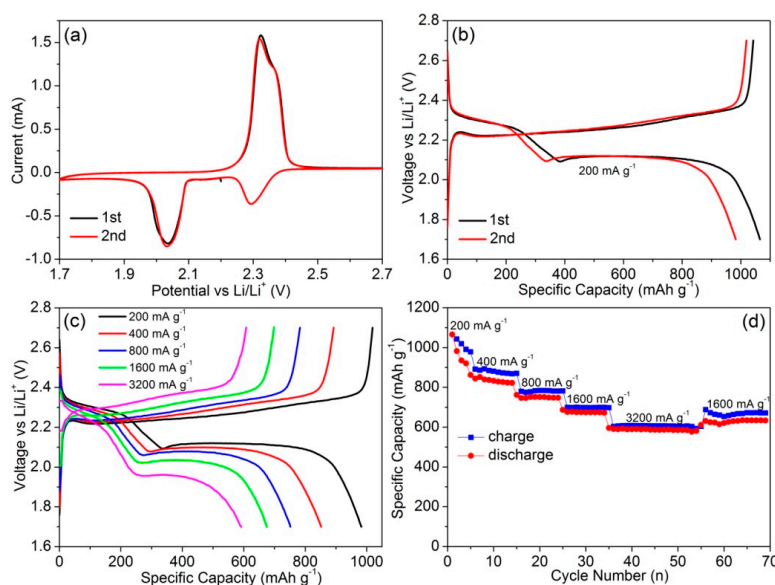 (a)
1.5
1.0
0.5
0.0
-0.5
-1.0
Current (mA)
1st
2nd
1.7 1.9 2.1 2.3 2.5 2.7
Potential vs Li/Li⁺ (V)
(b)
2.8
2.6
2.4
2.2
2.0
1.8
1.6
Voltage vs Li/Li⁺ (V)
200 mA g⁻¹
1st
2nd
0 200 400 600 800 1000
Specific Capacity (mAh g⁻¹)
(c)
2.8
2.6
2.4
2.2
2.0
1.8
1.6
Voltage vs Li/Li⁺ (V)
200 mA g⁻¹
400 mA g⁻¹
800 mA g⁻¹
1600 mA g⁻¹
3200 mA g⁻¹
0 200 400 600 800 1000
Specific Capacity (mAh g⁻¹)
(d)
1200
1000
800
600
400
200
0
Specific Capacity (mAh g⁻¹)
200 mA g⁻¹
400 mA g⁻¹
800 mA g⁻¹
1600 mA g⁻¹
3200 mA g⁻¹
1600 mA g⁻¹
charge
discharge
0 10 20 30 40 50 60 70
Cycle Number (n)